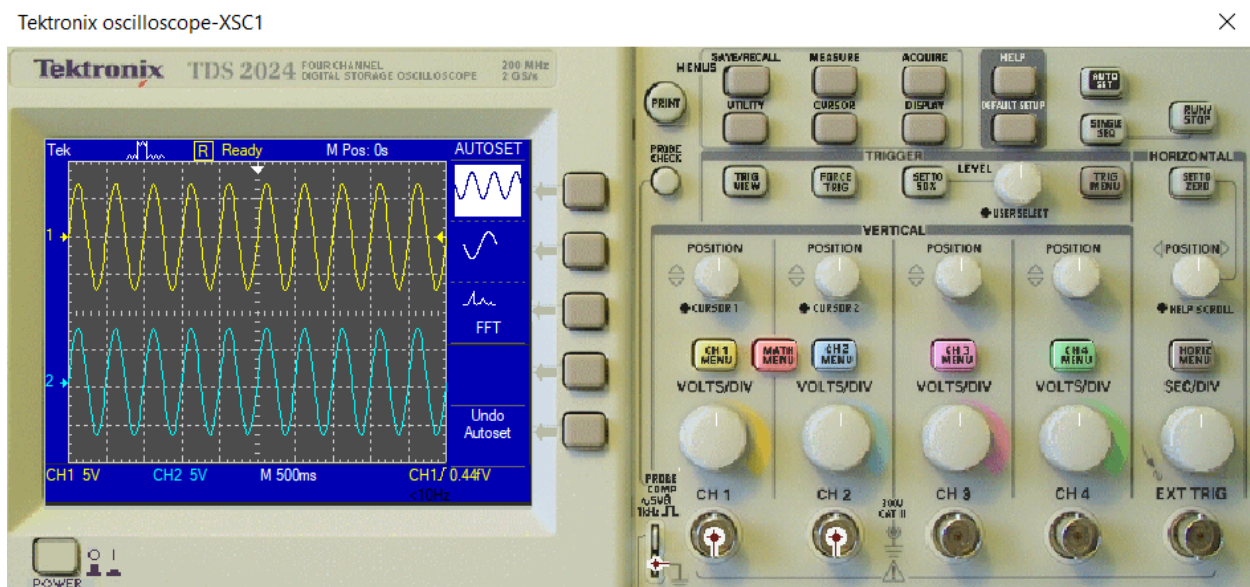 Tektronix oscilloscope-XSC1
Tektronix TDS 2024 FOUR CHANNEL DIGITAL STORAGE OSCILLOSCOPE 200 MHz 2 GS/s
Tek R Ready M Pos: 0s AUTOSET
1
2
FFT
Undo
Autoset
CH1 5V CH2 5V M 500ms CH1 0.44fV
<10Hz
POWER
MENUS
SAVE/RECALL MEASURE ACQUIRE HELP
PRINT
UTILITY CURSOR DISPLAY DEFAULT SETUP
AUTO SET
SINGLE SEQ
RUN/ STOP
PROBE CHECK
TRIGGER
HORIZONTAL
TRIG VIEW
FORCE TRIG
SET TO 50%
LEVEL
USER SELECT
TRIG MENU
SET TO ZERO
VERTICAL
POSITION POSITION POSITION POSITION POSITION
CURSOR 1 CURSOR 2 HELP SCROLL
CH 1 MENU
MATH MENU
CH 2 MENU
CH 3 MENU
CH 4 MENU
HORIZ MENU
VOLTS/DIV VOLTS/DIV VOLTS/DIV VOLTS/DIV SEC/DIV
PROBE COMP
~5V@
1kHz
CH 1 CH 2 CH 3 CH 4 EXT TRIG
300V
CAT II